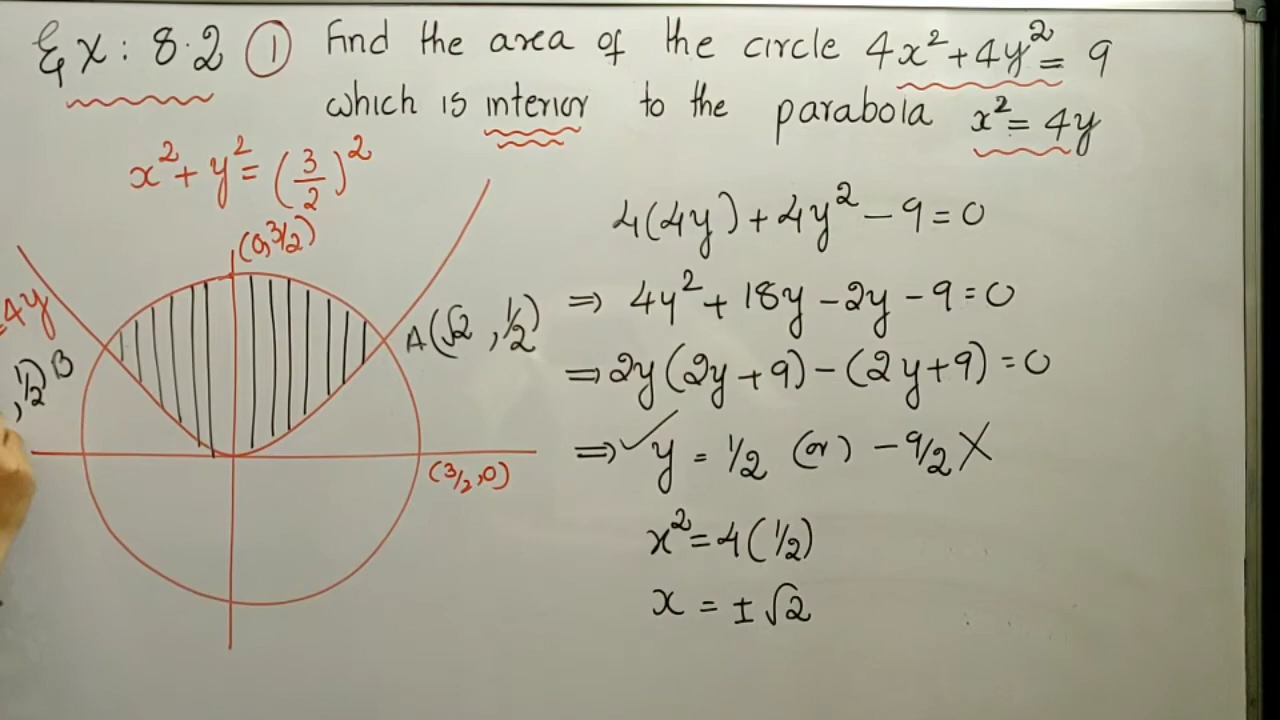 Ex: 8.2 ① Find the area of the circle 4x² + 4y² = 9
which is interior to the parabola x² = 4y
x² + y² = (3/2)²
(0, 3/2)
4(4y) + 4y² − 9 = 0
=4y
A(√2, 1/2)
⇒ 4y² + 18y − 2y − 9 = 0
, 1/2) B
⇒ 2y(2y + 9) − (2y + 9) = 0
(3/2, 0)
⇒ ✓ y = 1/2 (or) − 9/2 X
x² = 4(1/2)
x = ± √2